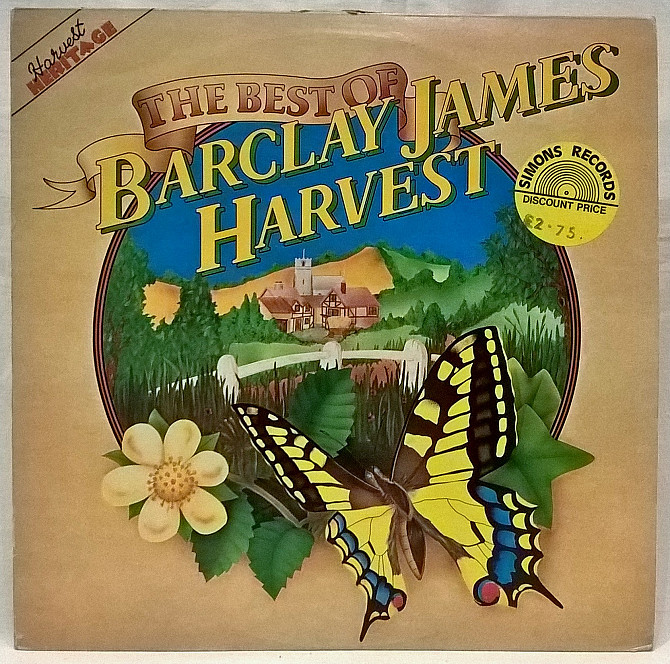 Harvest
HERITAGE
THE BEST OF
BARCLAY JAMES
HARVEST
SIMONS RECORDS
DISCOUNT PRICE
£2.75.